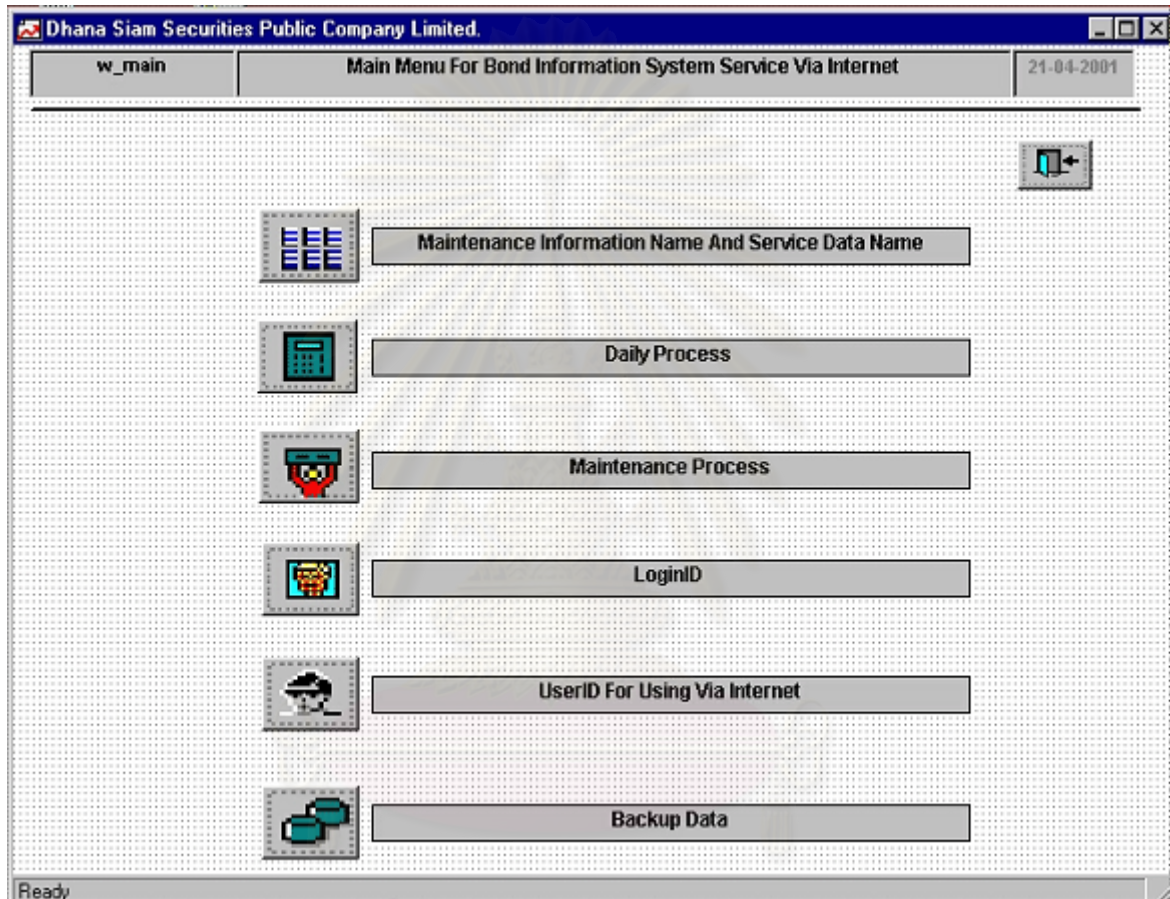 Dhana Siam Securities Public Company Limited.
w_main
Main Menu For Bond Information System Service Via Internet
21-04-2001
Maintenance Information Name And Service Data Name
Daily Process
Maintenance Process
LoginID
UserID For Using Via Internet
Backup Data
Ready